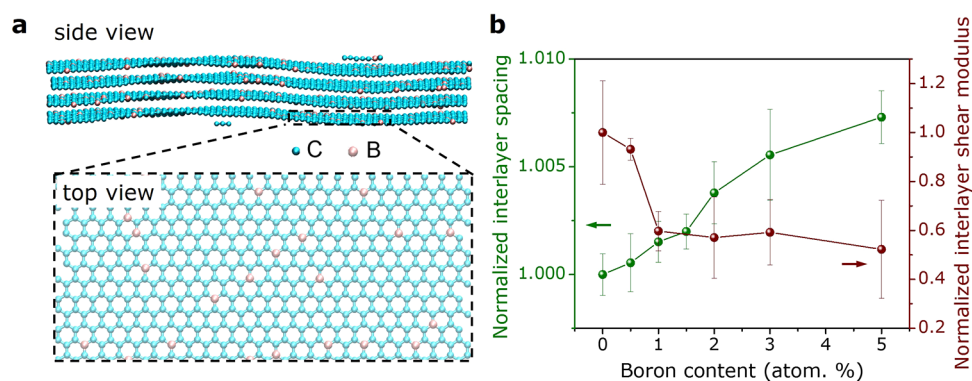 a
side view
C
B
top view
b
Normalized interlayer spacing
1.010
1.005
1.000
0
1
2
3
4
5
Boron content (atom. %)
1.2
1.0
0.8
0.6
0.4
0.2
Normalized interlayer shear modulus